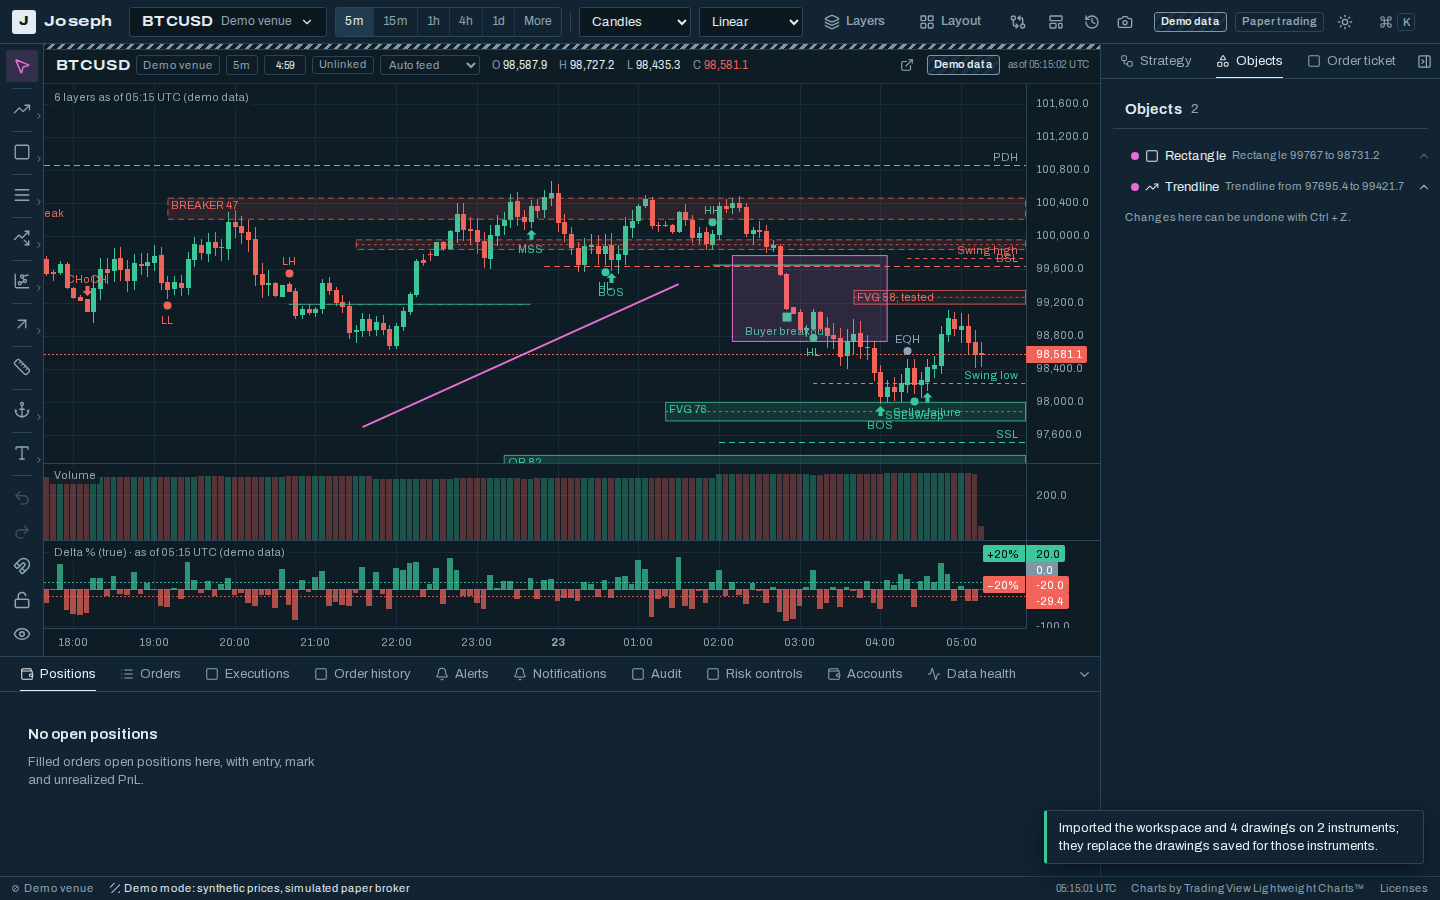 J Joseph BTCUSD Demo venue 5m 15m 1h 4h 1d More Candles Linear Layers Layout Demo data Paper trading ⌘ K
BTCUSD Demo venue 5m 4:59 Unlinked Auto feed O 98,587.9 H 98,727.2 L 98,435.3 C 98,581.1 Demo data as of 05:15:02 UTC
Strategy Objects Order ticket
6 layers as of 05:15 UTC (demo data)
101,600.0
101,200.0
PDH
100,800.0
BREAKER 47
100,400.0
eak
100,000.0
MSS
Swing high
BSL
LH
99,600.0
CHoCH
HL
BOS
FVG 58, tested
99,200.0
LL
Buyer breakout
98,800.0
EQH
HL
98,581.1
98,400.0
Swing low
98,000.0
FVG 76
Seller failure
SSL sweep
BOS
SSL
97,600.0
OB 82
Volume
200.0
Delta % (true) · as of 05:15 UTC (demo data)
+20% 20.0
0.0
−20% -20.0
-29.4
-100.0
18:00 19:00 20:00 21:00 22:00 23:00 23 01:00 02:00 03:00 04:00 05:00
Objects 2
Rectangle Rectangle 99767 to 98731.2
Trendline Trendline from 97695.4 to 99421.7
Changes here can be undone with Ctrl + Z.
Positions Orders Executions Order history Alerts Notifications Audit Risk controls Accounts Data health
No open positions
Filled orders open positions here, with entry, mark
and unrealized PnL.
Imported the workspace and 4 drawings on 2 instruments;
they replace the drawings saved for those instruments.
Demo venue Demo mode: synthetic prices, simulated paper broker 05:15:01 UTC Charts by TradingView Lightweight Charts™ Licenses